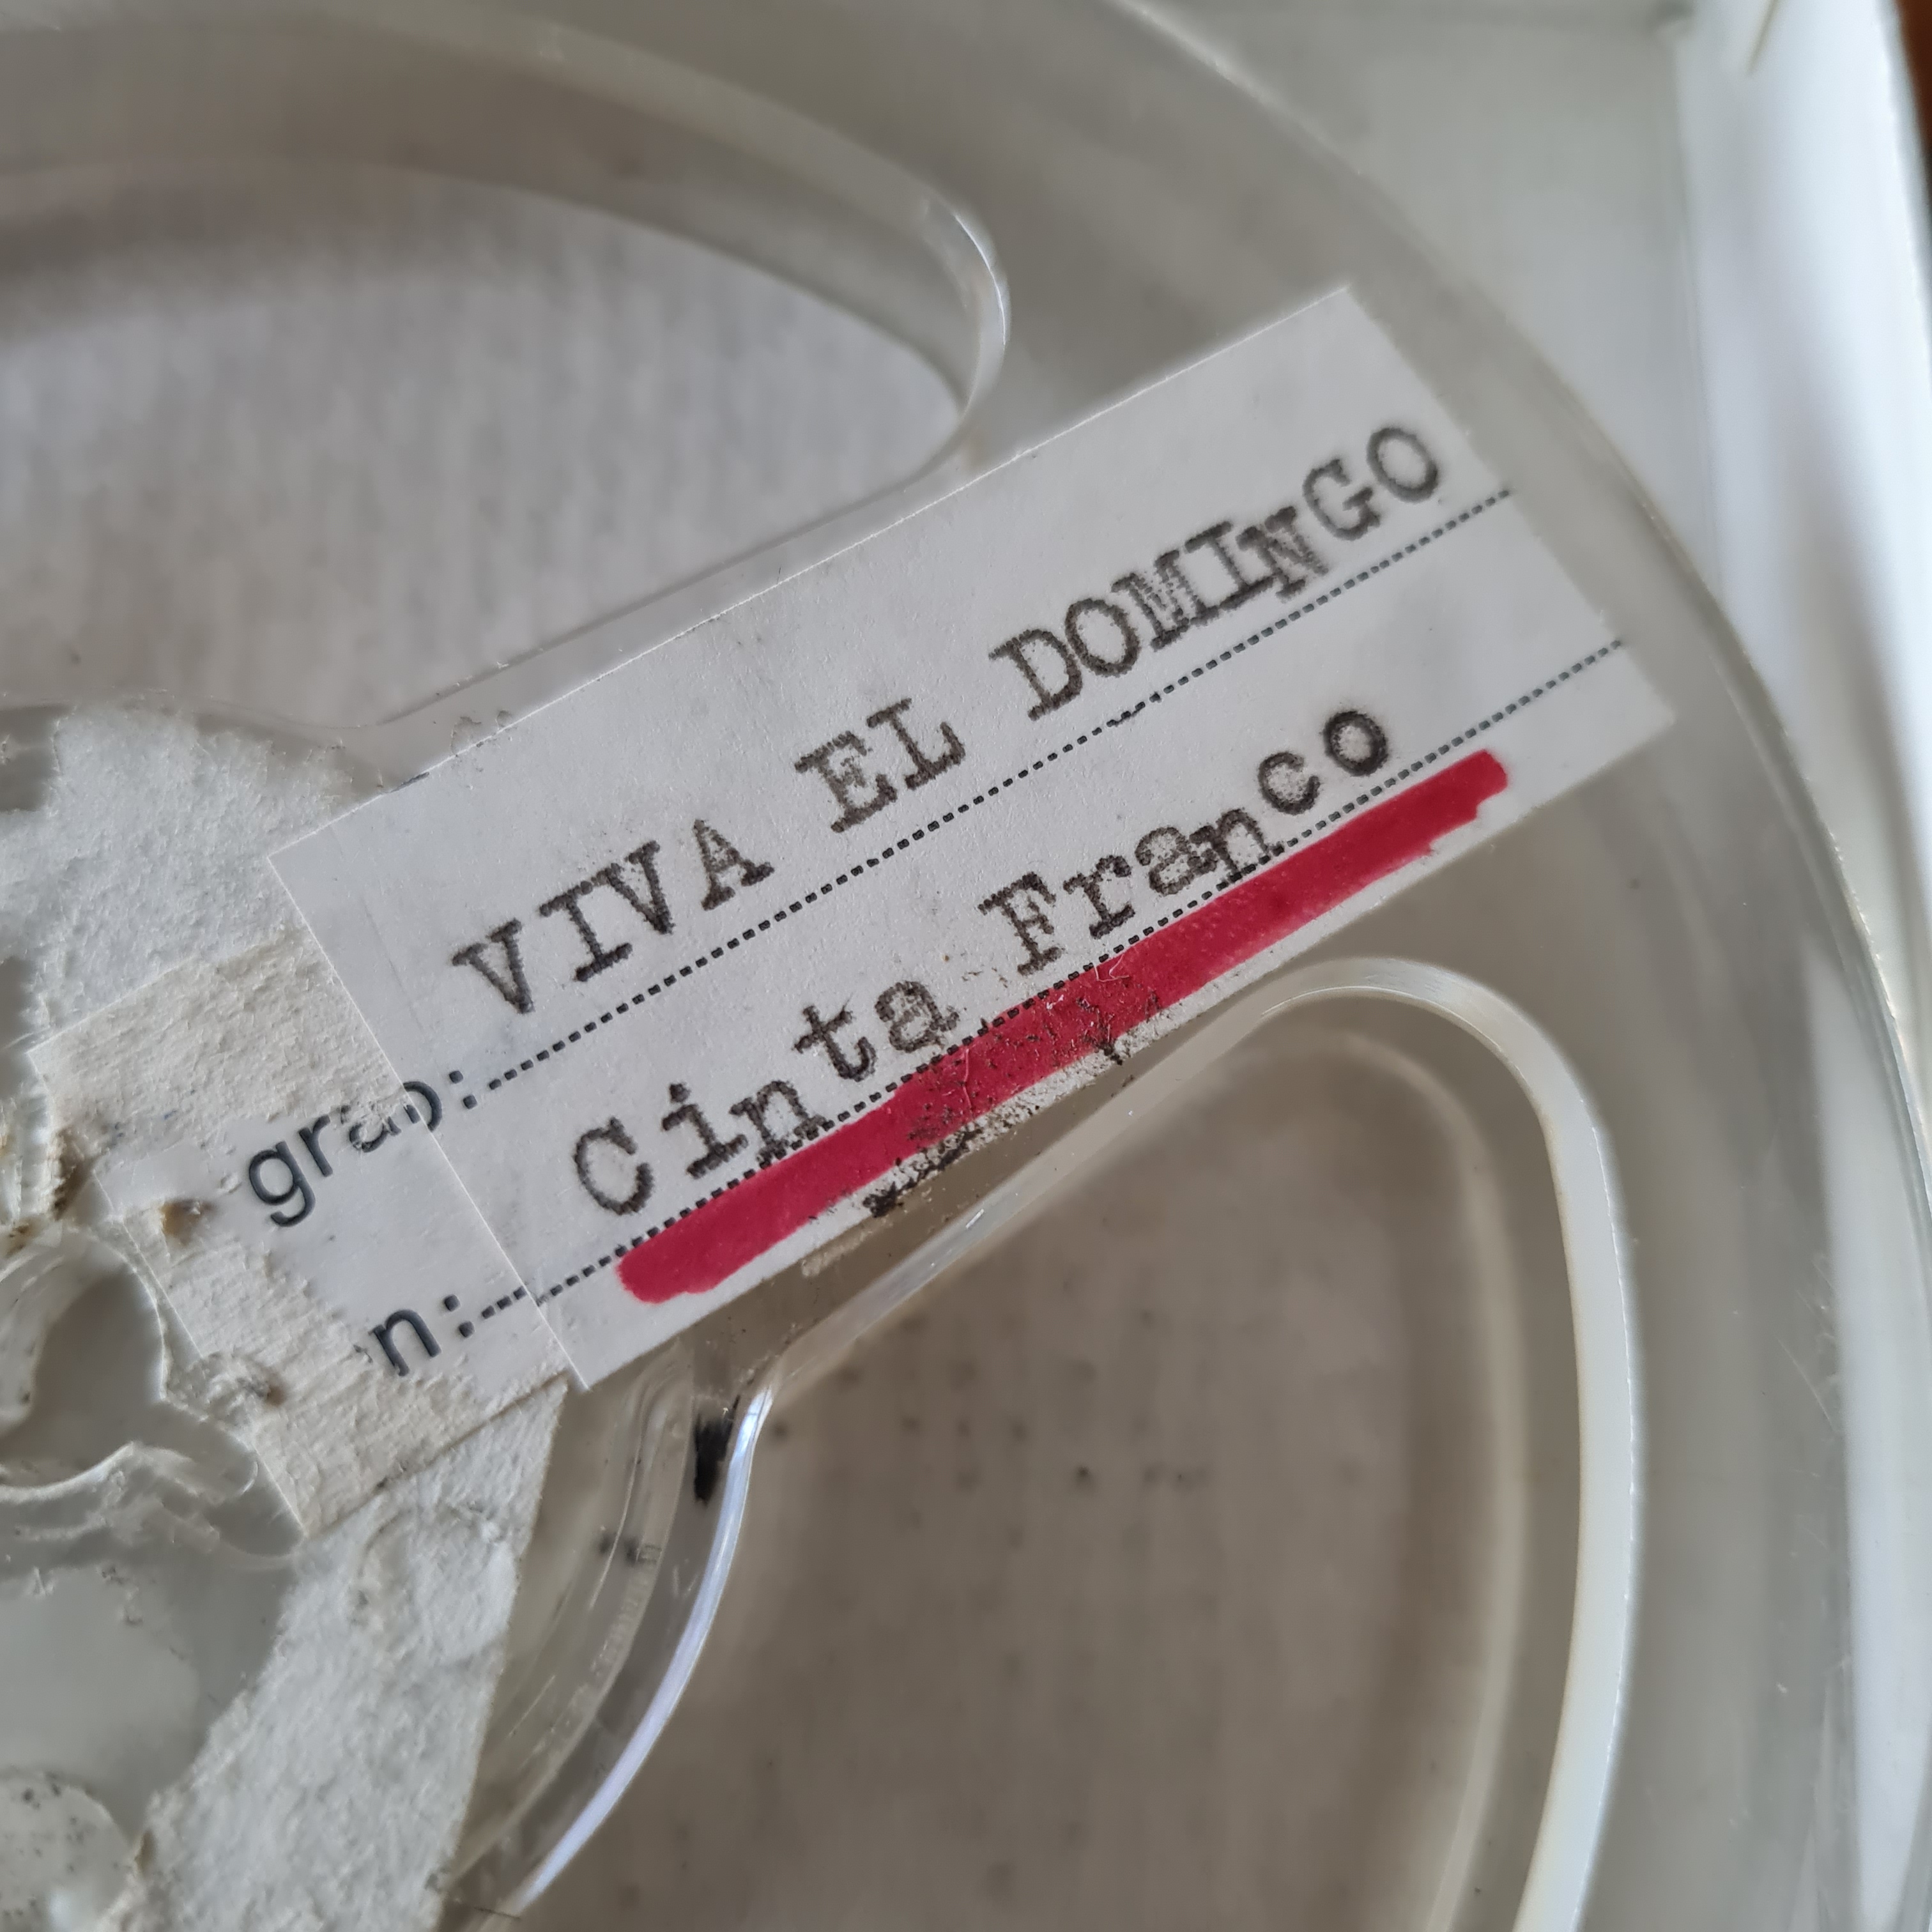 VIVA EL DOMINGO
grab:
Cinta Franco
n: